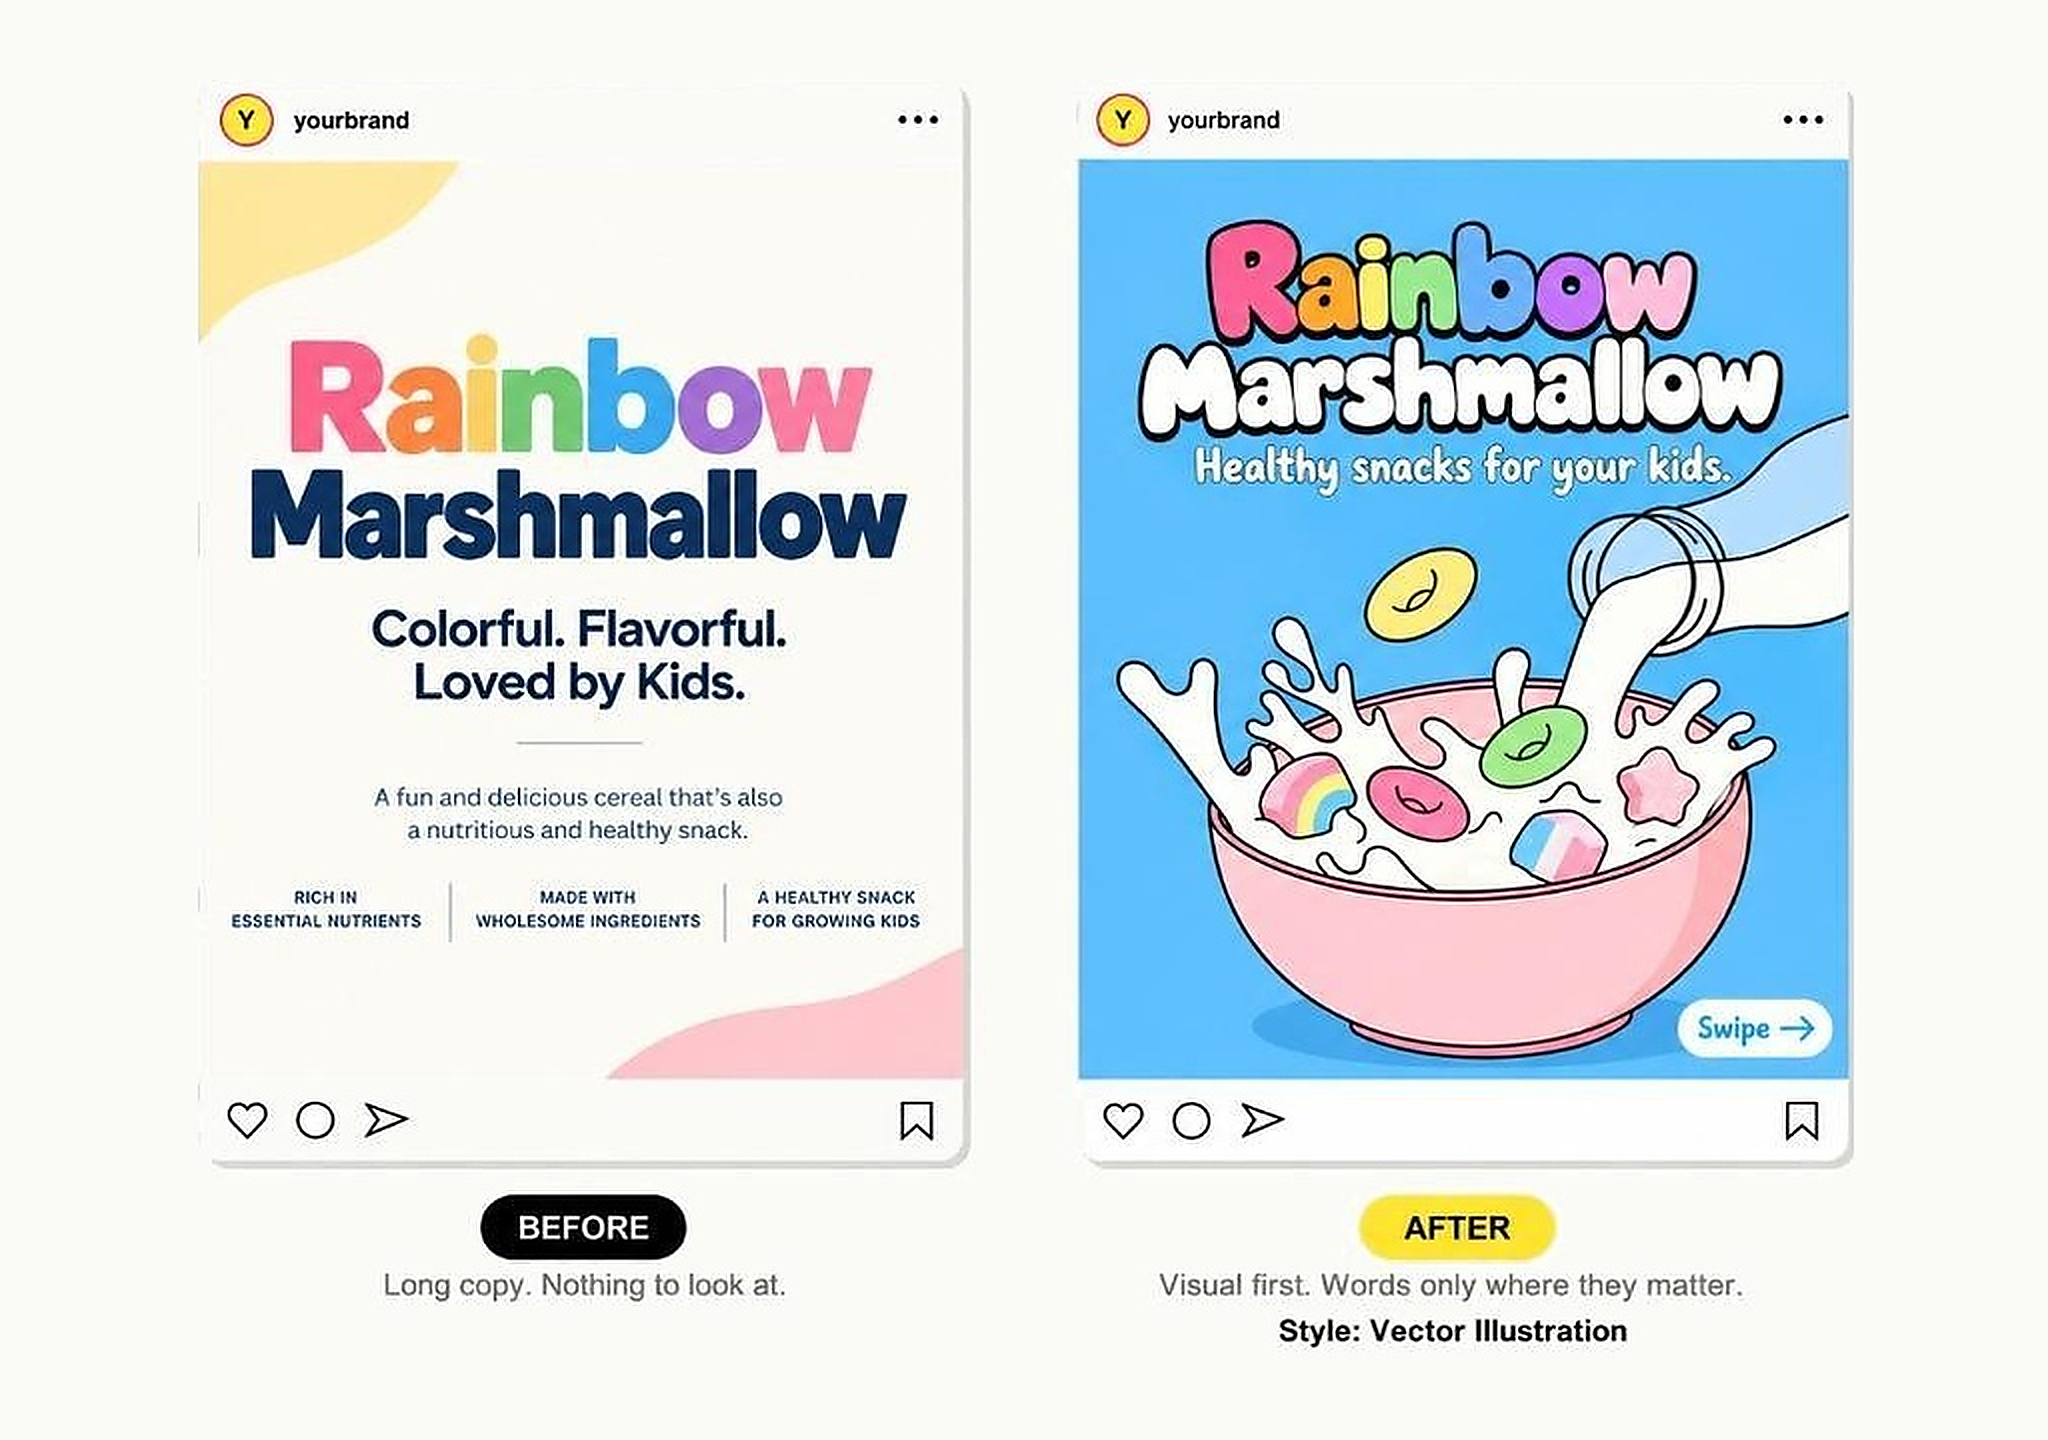 Y yourbrand
Rainbow
Marshmallow
Colorful. Flavorful.
Loved by Kids.
A fun and delicious cereal that's also
a nutritious and healthy snack.
RICH IN
ESSENTIAL NUTRIENTS
MADE WITH
WHOLESOME INGREDIENTS
A HEALTHY SNACK
FOR GROWING KIDS
BEFORE
Long copy. Nothing to look at.
Y yourbrand
Rainbow
Marshmallow
Healthy snacks for your kids.
Swipe →
AFTER
Visual first. Words only where they matter.
Style: Vector Illustration